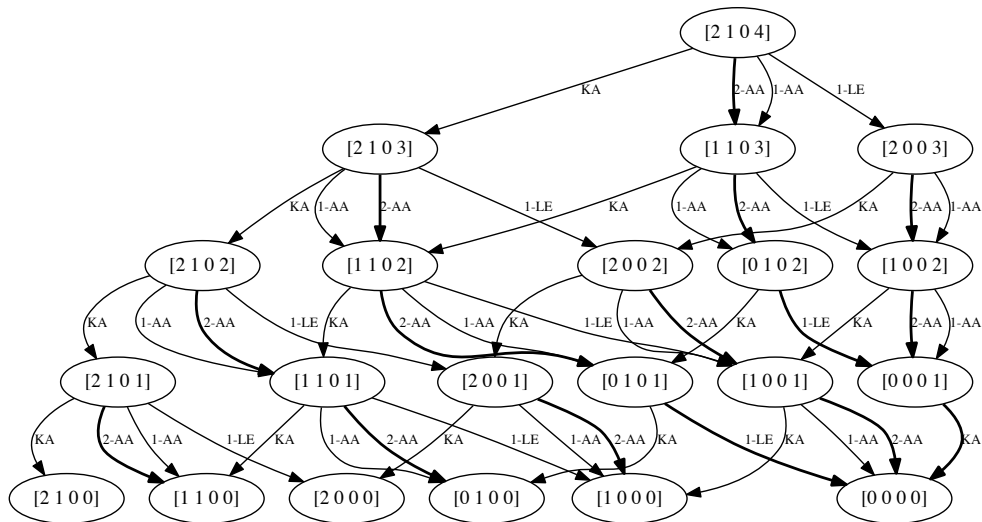 [2 1 0 4]
KA 2-AA 1-AA 1-LE
[2 1 0 3] [1 1 0 3] [2 0 0 3]
KA 1-AA 2-AA 1-LE KA 1-AA 2-AA 1-LE KA 2-AA 1-AA
[2 1 0 2] [1 1 0 2] [2 0 0 2] [0 1 0 2] [1 0 0 2]
KA 1-AA 2-AA 1-LE KA 2-AA 1-AA KA 1-LE 1-AA 2-AA KA 1-LE KA 2-AA 1-AA
[2 1 0 1] [1 1 0 1] [2 0 0 1] [0 1 0 1] [1 0 0 1] [0 0 0 1]
KA 2-AA 1-AA 1-LE KA 1-AA 2-AA KA 1-LE 1-AA 2-AA KA 1-LE KA 1-AA 2-AA KA
[2 1 0 0] [1 1 0 0] [2 0 0 0] [0 1 0 0] [1 0 0 0] [0 0 0 0]